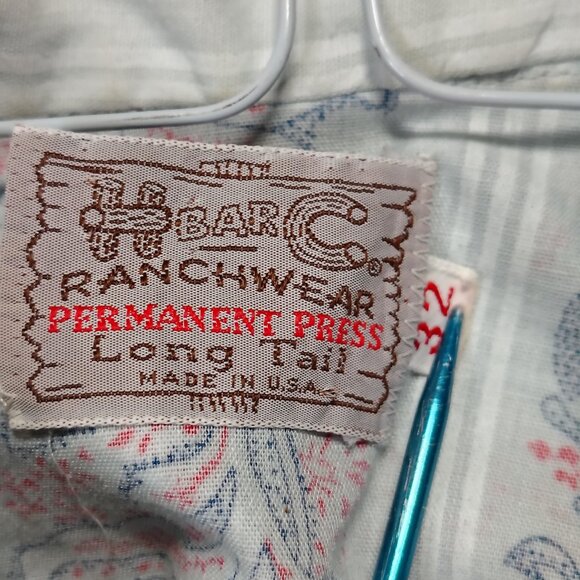 H BAR C®
RANCHWEAR
PERMANENT PRESS
Long Tail
MADE IN U.S.A.
32